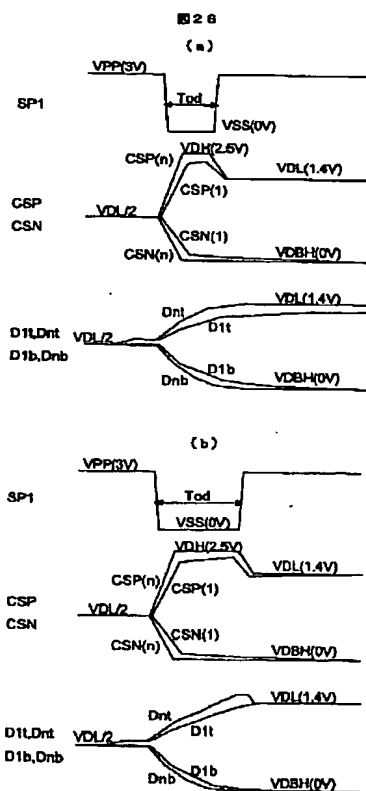 図26
(a)
VPP(3V)
SP1
Tod
VSS(0V)
VDH(2.5V)
CSP(n)
VDL(1.4V)
CSP(1)
CSP
CSN
VDL/2
CSN(1)
CSN(n)
VDBH(0V)
Dnt
VDL(1.4V)
D1t
D1t,Dnt
D1b,Dnb
VDL/2
D1b
Dnb
VDBH(0V)
(b)
VPP(3V)
SP1
Tod
VSS(0V)
VDH(2.5V)
CSP(n)
VDL(1.4V)
CSP(1)
CSP
CSN
VDL/2
CSN(1)
CSN(n)
VDBH(0V)
Dnt
VDL(1.4V)
D1t
D1t,Dnt
D1b,Dnb
VDL/2
D1b
Dnb
VDBH(0V)